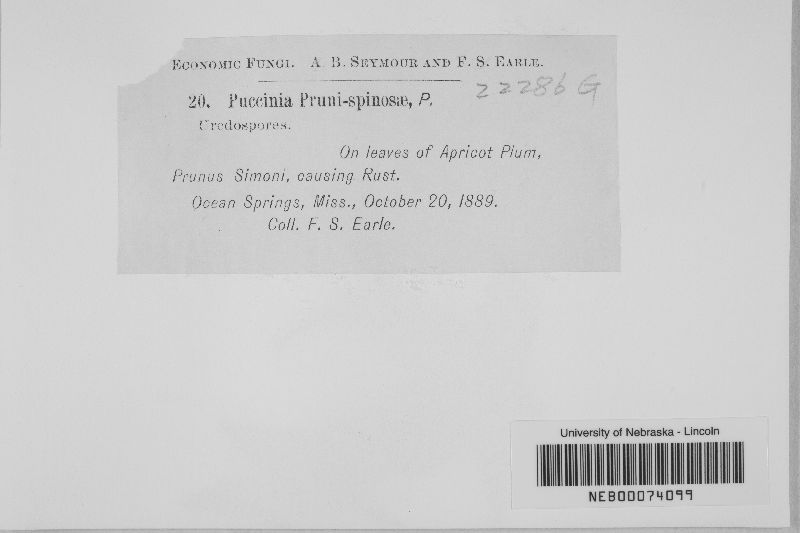 Economic Fungi. A. B. Seymour and F. S. Earle.
22286 G
20. Puccinia Pruni-spinosæ, P.
Uredospores.
On leaves of Apricot Plum,
Prunus Simoni, causing Rust.
Ocean Springs, Miss., October 20, 1889.
Coll. F. S. Earle.
University of Nebraska - Lincoln
NEB00074099